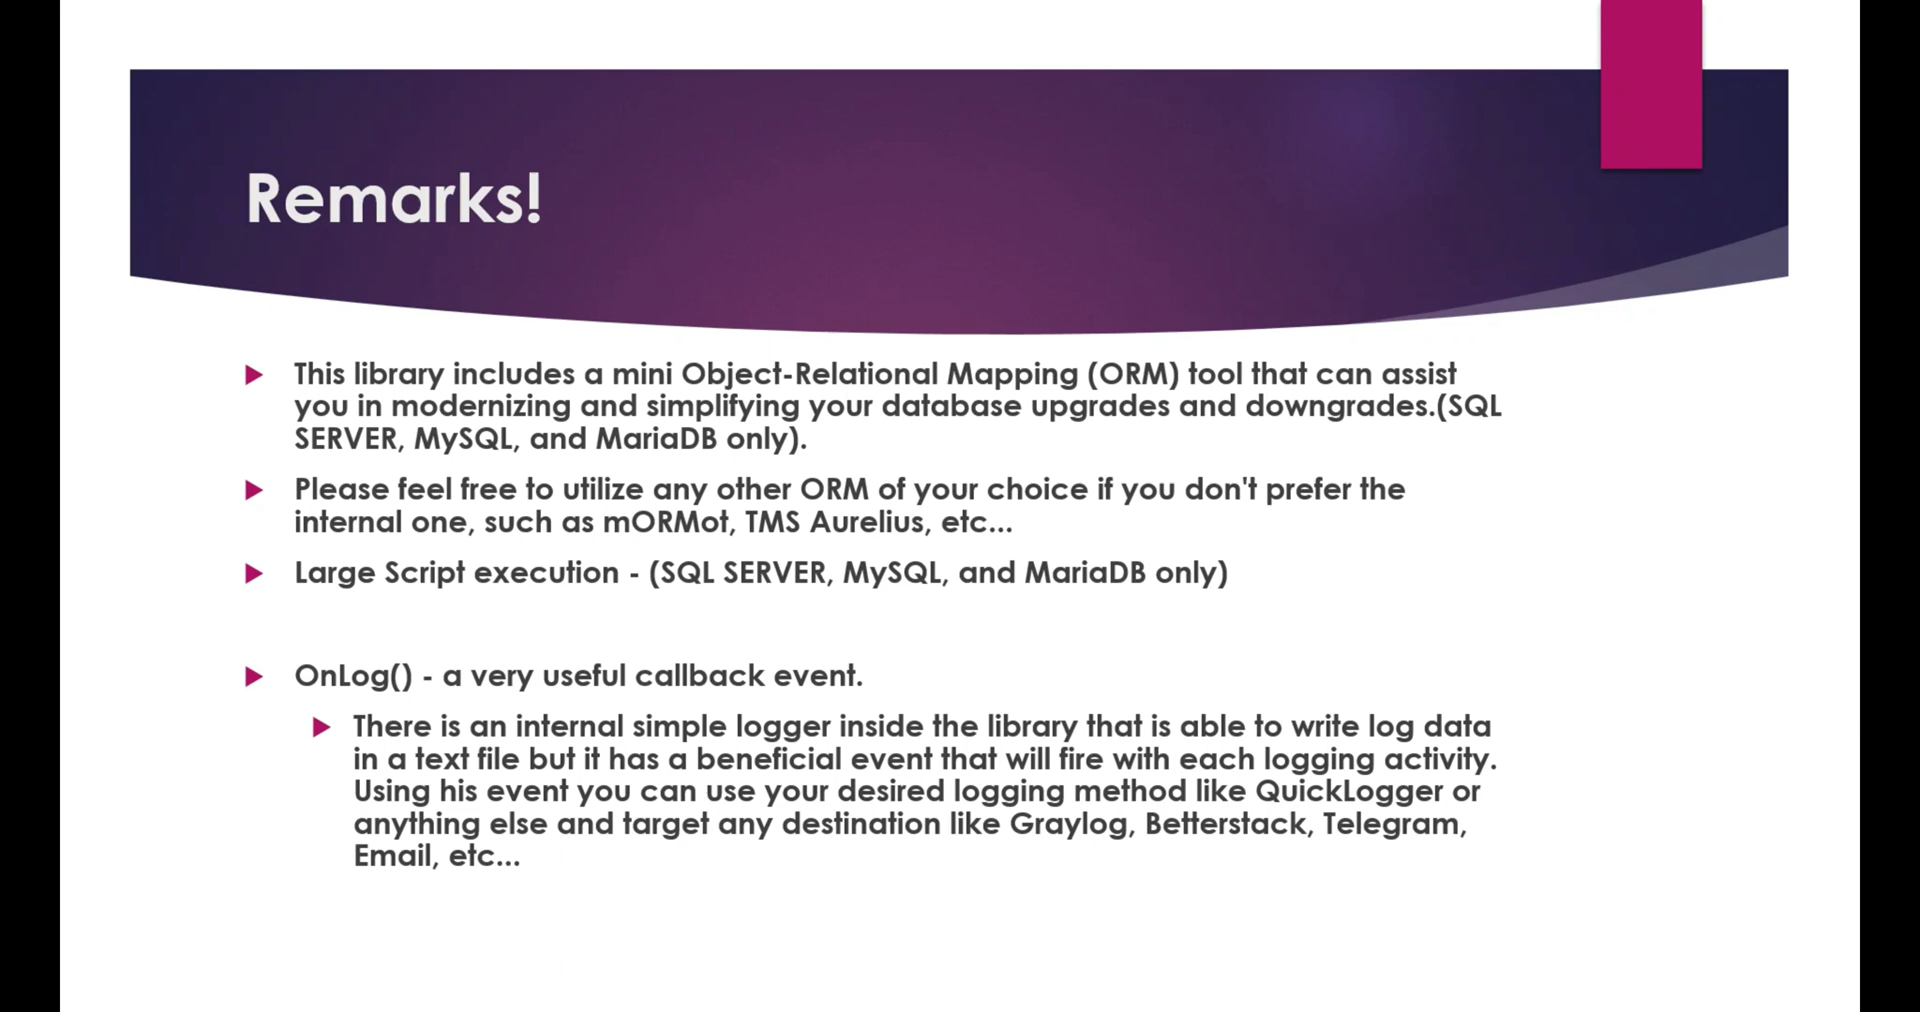 Remarks!
This library includes a mini Object-Relational Mapping (ORM) tool that can assist
you in modernizing and simplifying your database upgrades and downgrades.(SQL
SERVER, MySQL, and MariaDB only).
Please feel free to utilize any other ORM of your choice if you don't prefer the
internal one, such as mORMot, TMS Aurelius, etc...
Large Script execution - (SQL SERVER, MySQL, and MariaDB only)
OnLog() - a very useful callback event.
There is an internal simple logger inside the library that is able to write log data
in a text file but it has a beneficial event that will fire with each logging activity.
Using his event you can use your desired logging method like QuickLogger or
anything else and target any destination like Graylog, Betterstack, Telegram,
Email, etc...